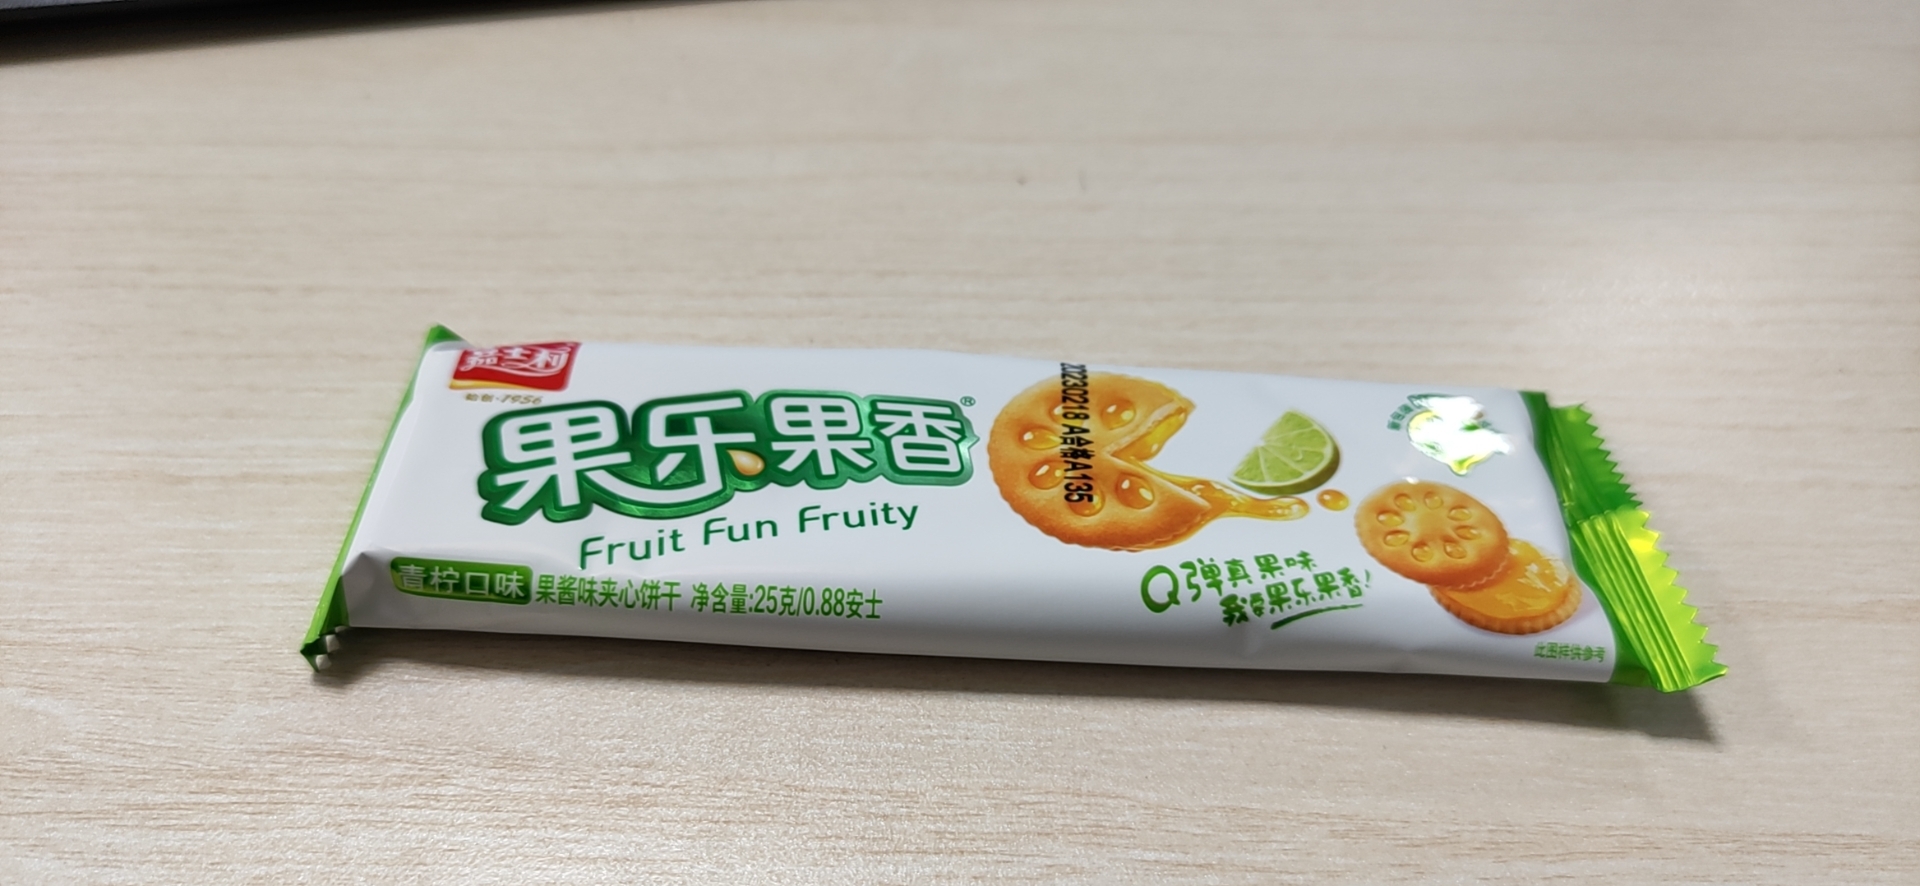 嘉士利
始创·1956
果乐果香®
Fruit Fun Fruity
青柠口味 果酱味夹心饼干 净含量:25克/0.88安士
20230218 A合格A135
Q弹真果味
我要果乐果香!
此图样供参考